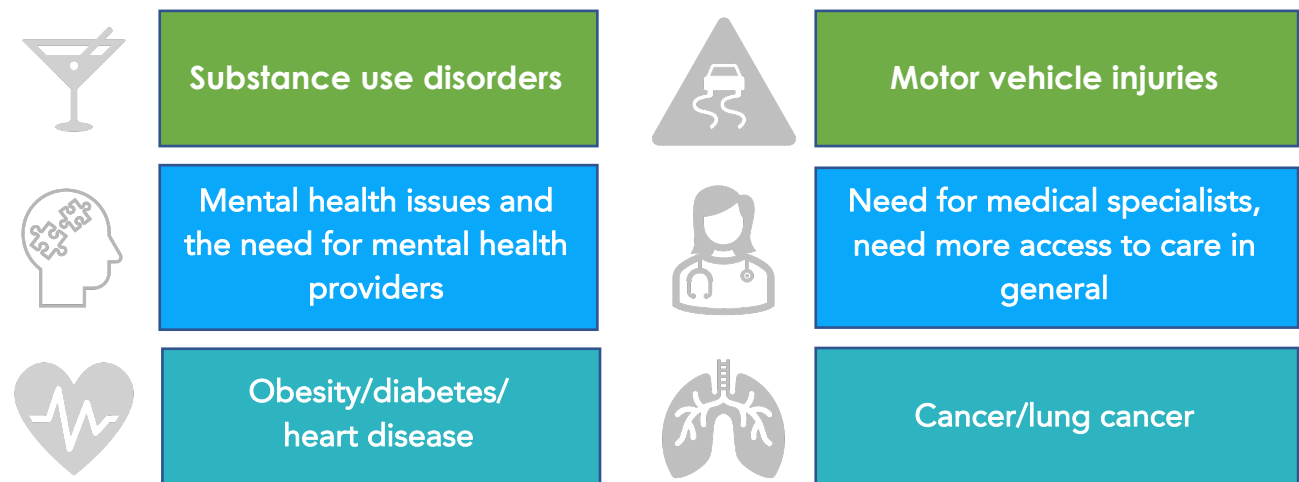 Substance use disorders
Motor vehicle injuries
Mental health issues and
the need for mental health
providers
Need for medical specialists,
need more access to care in
general
Obesity/diabetes/
heart disease
Cancer/lung cancer